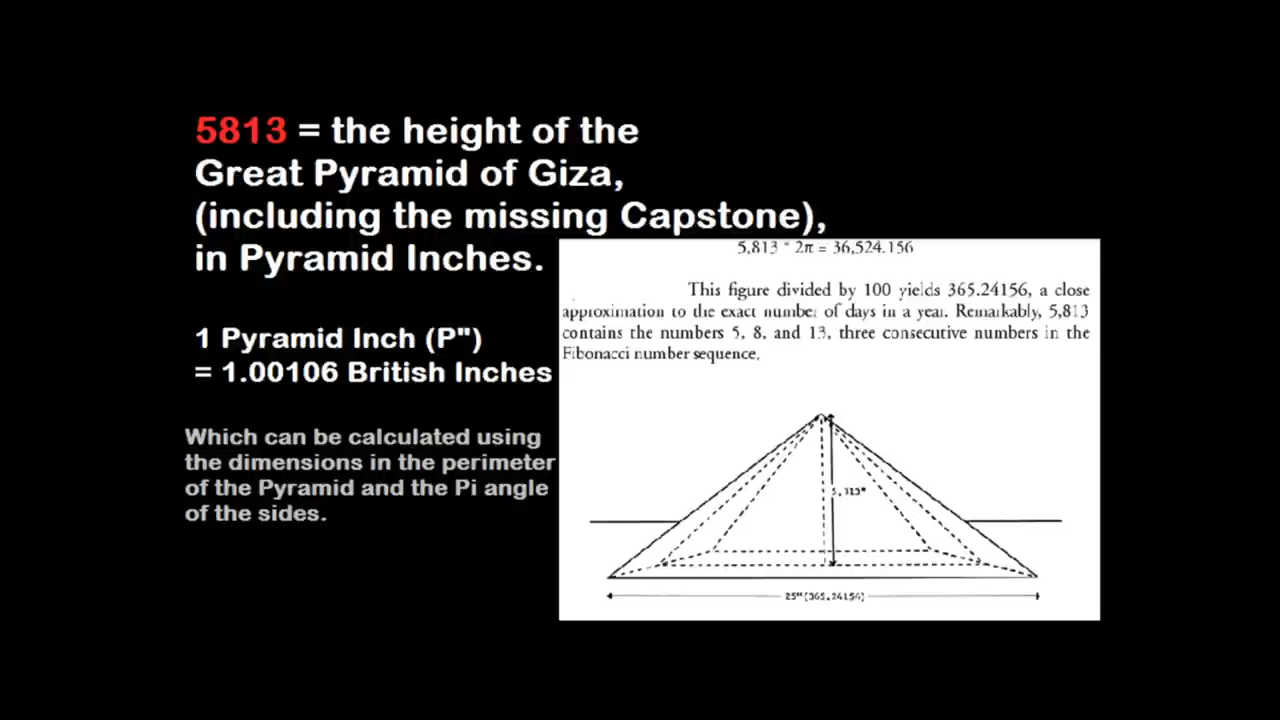 5813 = the height of the
Great Pyramid of Giza,
(including the missing Capstone),
in Pyramid Inches.
1 Pyramid Inch (P")
= 1.00106 British Inches
Which can be calculated using
the dimensions in the perimeter
of the Pyramid and the Pi angle
of the sides.
5,813 * 2π = 36,524.156
This figure divided by 100 yields 365.24156, a close
approximation to the exact number of days in a year. Remarkably, 5,813
contains the numbers 5, 8, and 13, three consecutive numbers in the
Fibonacci number sequence.
25"(365.24156)